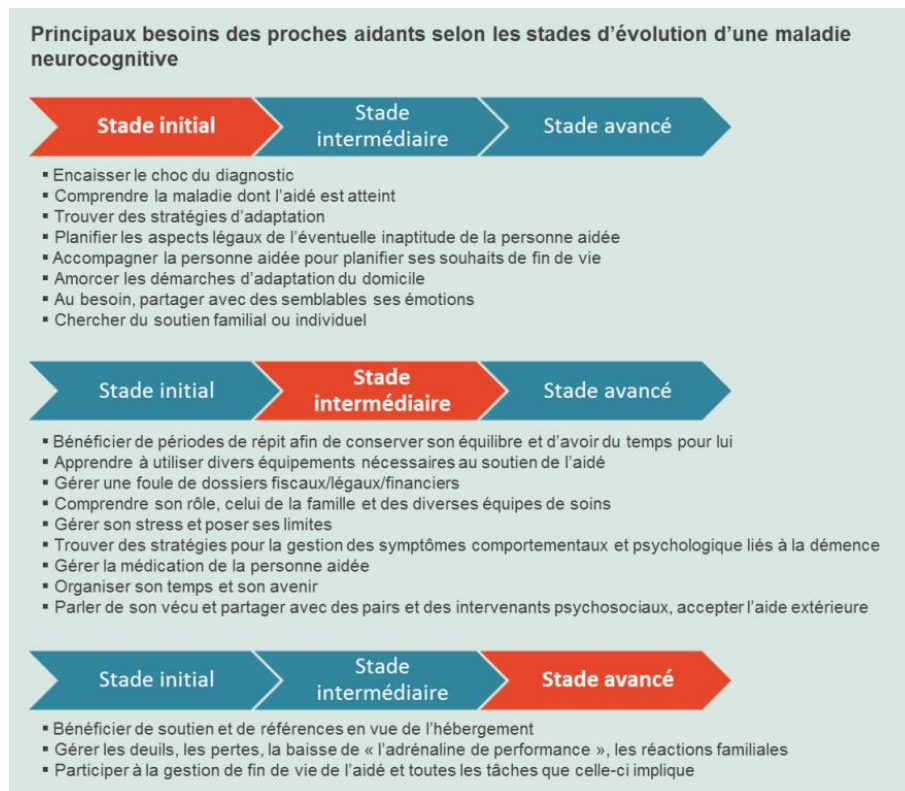 Principaux besoins des proches aidants selon les stades d’évolution d’une maladie
neurocognitive
Stade initial
Stade
intermédiaire
Stade avancé
▪ Encaisser le choc du diagnostic
▪ Comprendre la maladie dont l’aidé est atteint
▪ Trouver des stratégies d’adaptation
▪ Planifier les aspects légaux de l’éventuelle inaptitude de la personne aidée
▪ Accompagner la personne aidée pour planifier ses souhaits de fin de vie
▪ Amorcer les démarches d’adaptation du domicile
▪ Au besoin, partager avec des semblables ses émotions
▪ Chercher du soutien familial ou individuel
Stade initial
Stade
intermédiaire
Stade avancé
▪ Bénéficier de périodes de répit afin de conserver son équilibre et d’avoir du temps pour lui
▪ Apprendre à utiliser divers équipements nécessaires au soutien de l’aidé
▪ Gérer une foule de dossiers fiscaux/légaux/financiers
▪ Comprendre son rôle, celui de la famille et des diverses équipes de soins
▪ Gérer son stress et poser ses limites
▪ Trouver des stratégies pour la gestion des symptômes comportementaux et psychologique liés à la démence
▪ Gérer la médication de la personne aidée
▪ Organiser son temps et son avenir
▪ Parler de son vécu et partager avec des pairs et des intervenants psychosociaux, accepter l’aide extérieure
Stade initial
Stade
intermédiaire
Stade avancé
▪ Bénéficier de soutien et de références en vue de l’hébergement
▪ Gérer les deuils, les pertes, la baisse de « l’adrénaline de performance », les réactions familiales
▪ Participer à la gestion de fin de vie de l’aidé et toutes les tâches que celle-ci implique